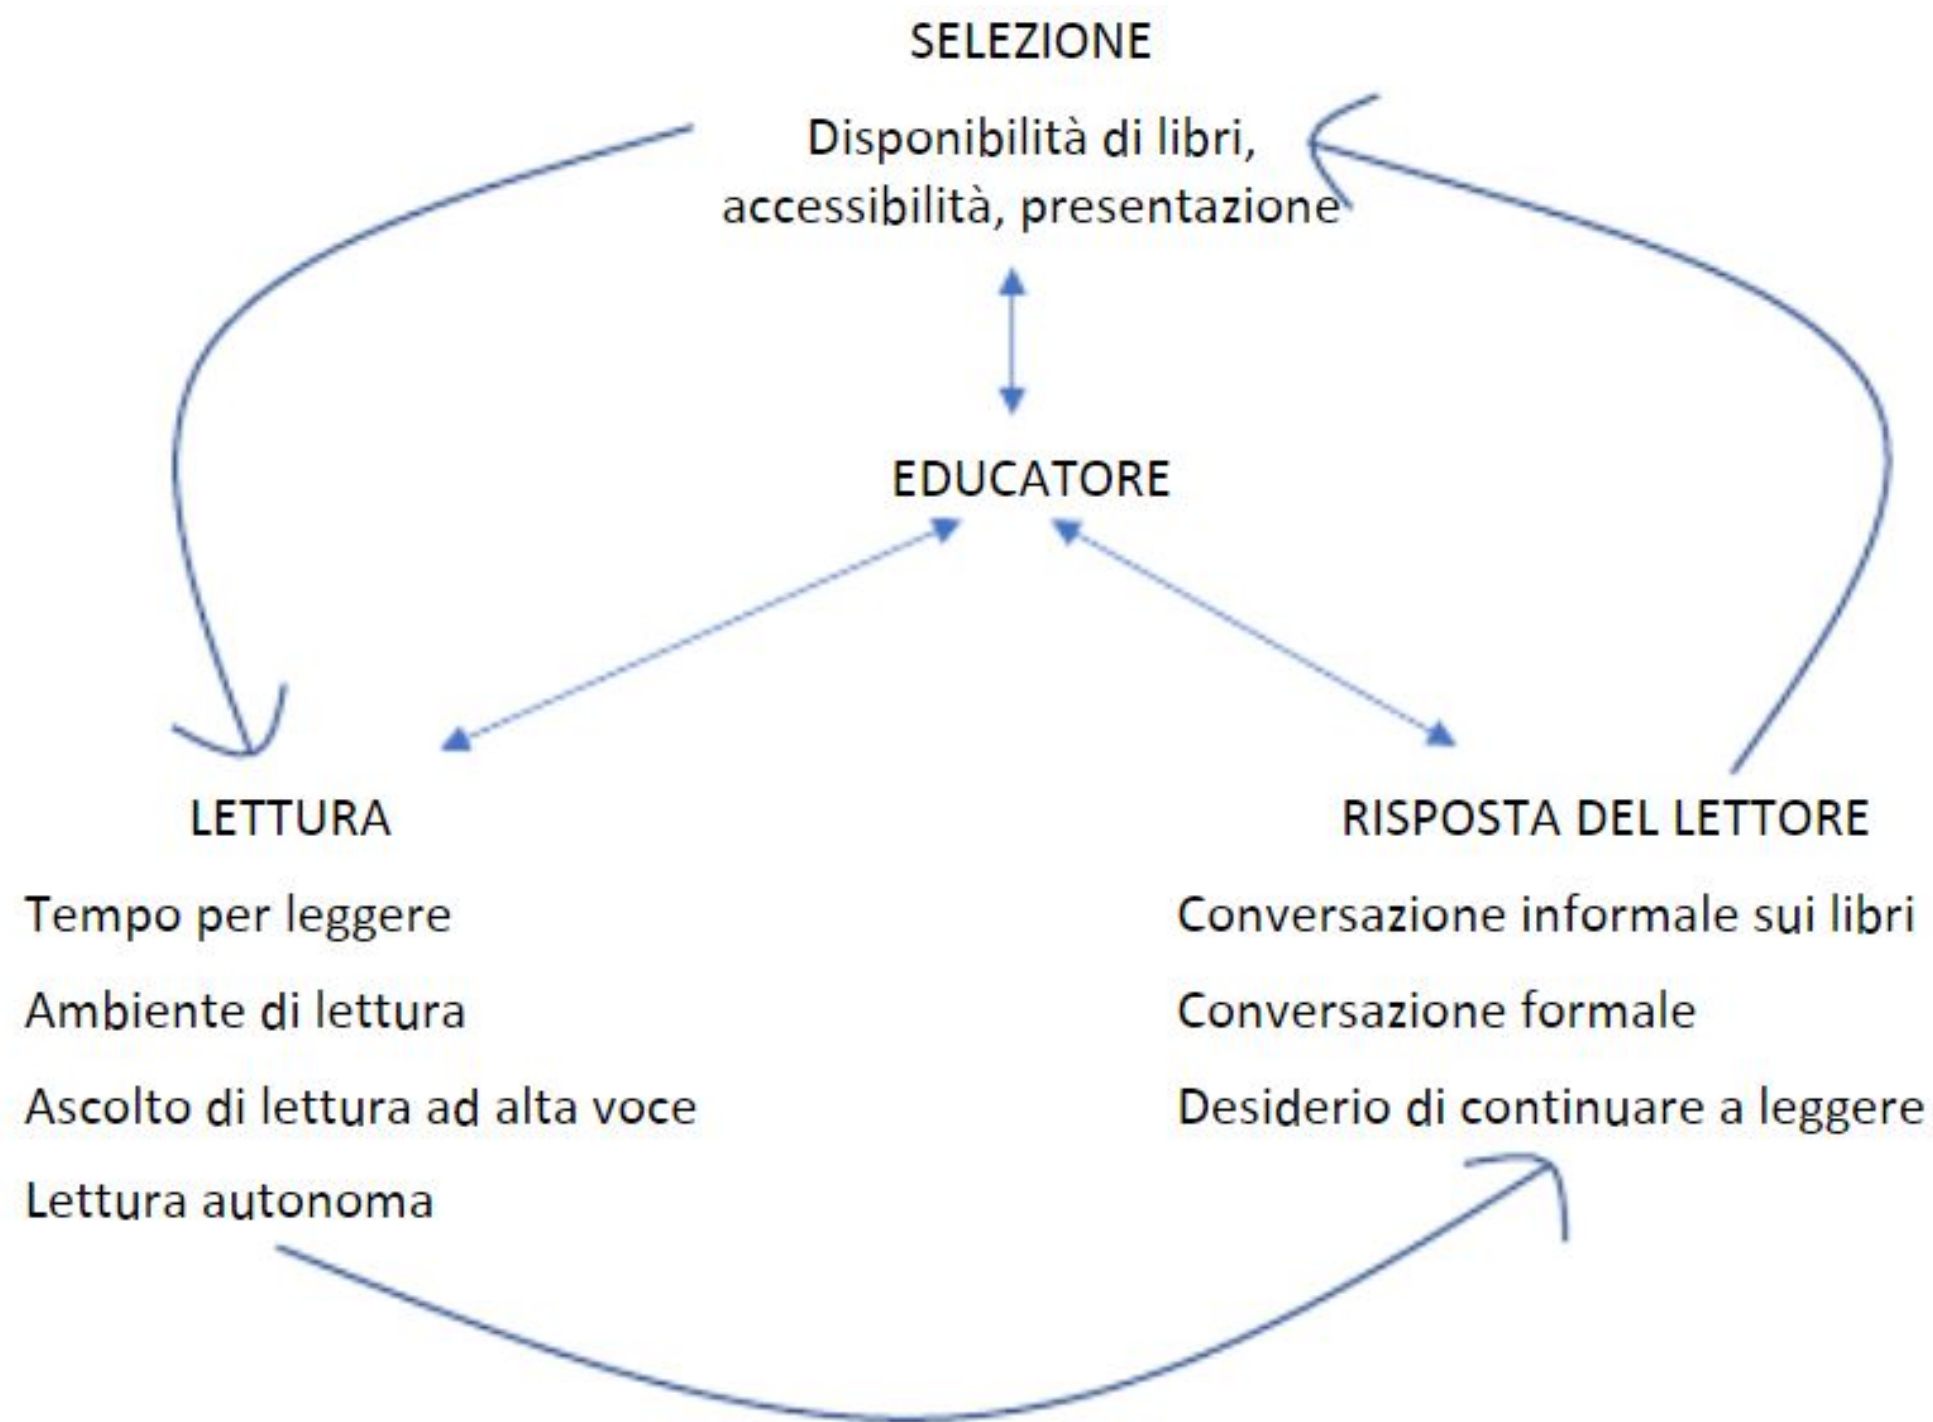 SELEZIONE
Disponibilità di libri,
accessibilità, presentazione
EDUCATORE
LETTURA
Tempo per leggere
Ambiente di lettura
Ascolto di lettura ad alta voce
Lettura autonoma
RISPOSTA DEL LETTORE
Conversazione informale sui libri
Conversazione formale
Desiderio di continuare a leggere